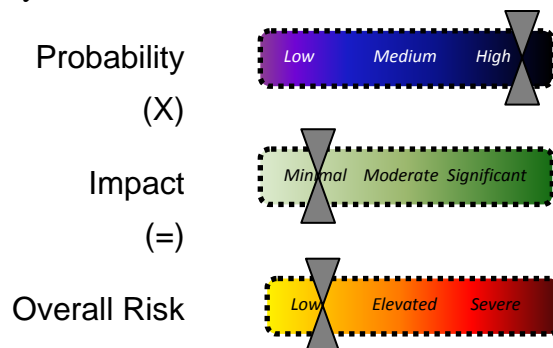 Probability
Low Medium High
(X)
Impact
Minimal Moderate Significant
(=)
Overall Risk
Low Elevated Severe